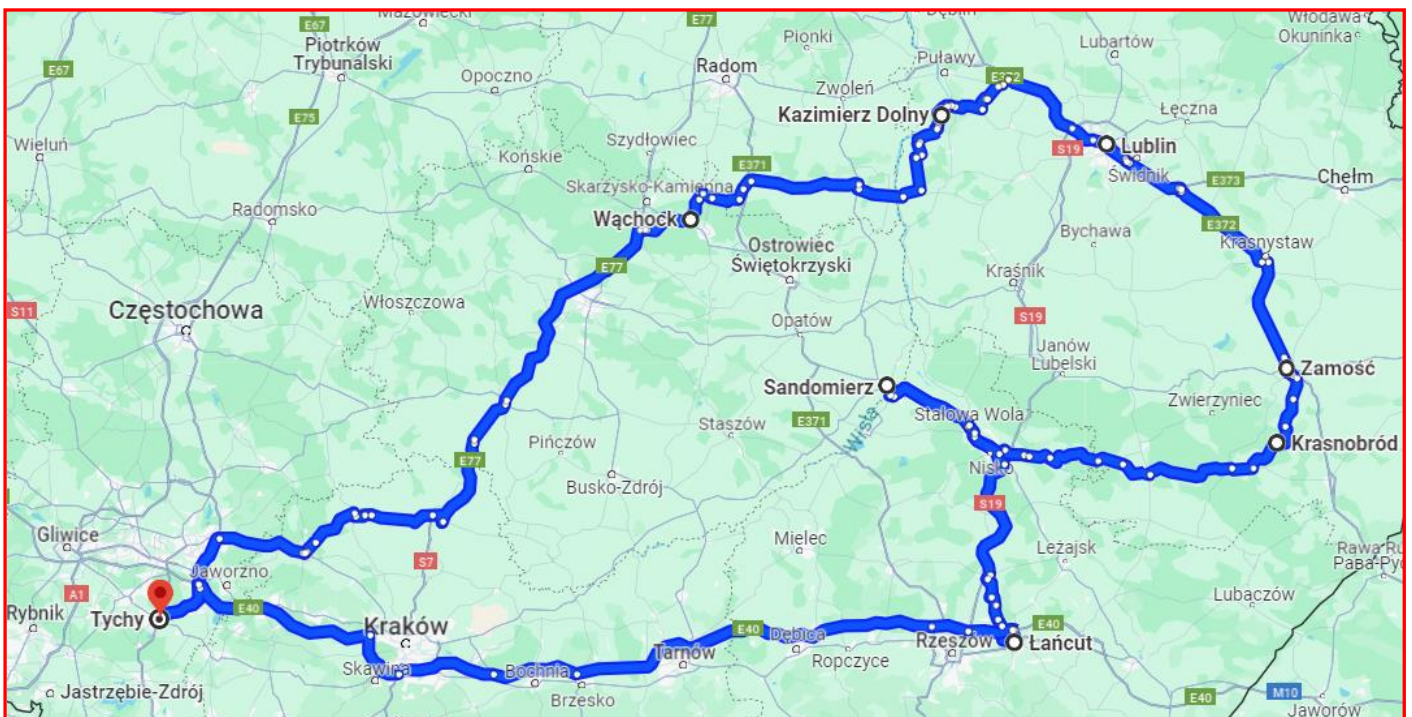 Mazowiecki
E77
Dęblin
Włodawa
Okuninka
E67
Piotrków
Trybunalski
Pionki
Lubartów
Radom
Puławy
E67
Opoczno
Zwoleń
E372
Łęczna
Kazimierz Dolny
E75
Wieluń
Szydłowiec
Lublin
S19
Końskie
E371
Świdnik
E373
Chełm
Skarżysko-Kamienna
Radomsko
Wąchock
E372
Bychawa
Krasnystaw
Ostrowiec
Świętokrzyski
E77
Kraśnik
Włoszczowa
S11
Częstochowa
Opatów
S19
Janów
Lubelski
Zamość
Sandomierz
Zwierzyniec
Stalowa Wola
E371
Wisła
Staszów
Pińczów
Krasnobród
E77
Nisko
Busko-Zdrój
S19
Gliwice
Mielec
Leżajsk
Rawa Ru
Рава-Рус
S7
Jaworzno
A1
Lubaczów
E40
Rybnik
Tychy
Kraków
E40
E40
Dębica
Tarnów
Rzeszów
Łańcut
Ropczyce
Skawina
Bochnia
Brzesko
Jastrzębie-Zdrój
E40
M10
Jaworów